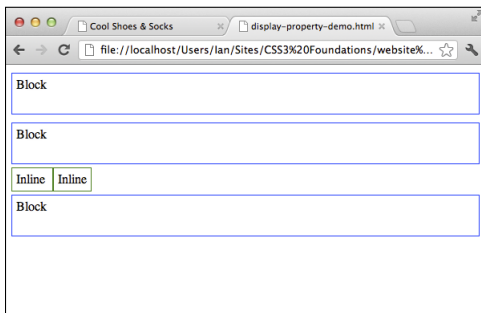 Cool Shoes & Socks
display-property-demo.html
file://localhost/Users/Ian/Sites/CSS3%20Foundations/website%...
Block
Block
Inline Inline
Block